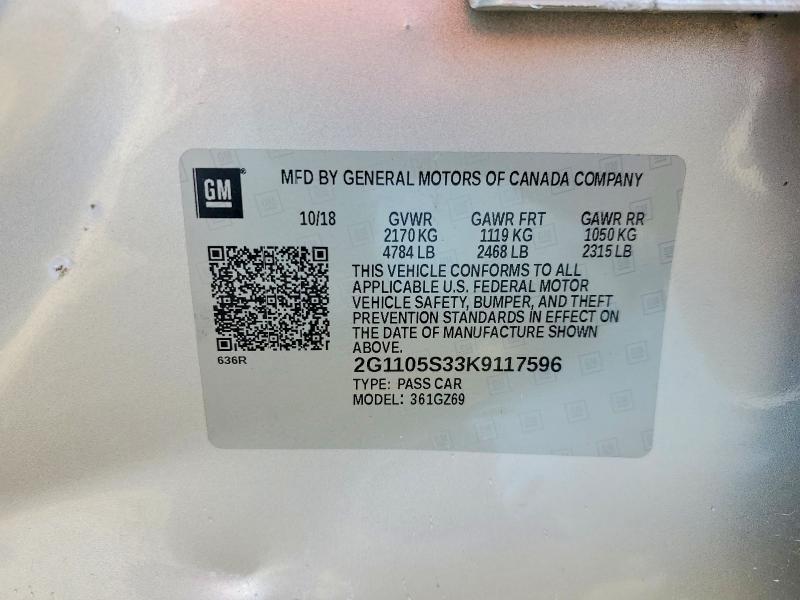 GM
MFD BY GENERAL MOTORS OF CANADA COMPANY
10/18 GVWR GAWR FRT GAWR RR
2170 KG 1119 KG 1050 KG
4784 LB 2468 LB 2315 LB
THIS VEHICLE CONFORMS TO ALL
APPLICABLE U.S. FEDERAL MOTOR
VEHICLE SAFETY, BUMPER, AND THEFT
PREVENTION STANDARDS IN EFFECT ON
THE DATE OF MANUFACTURE SHOWN
ABOVE.
636R
2G1105S33K9117596
TYPE: PASS CAR
MODEL: 361GZ69